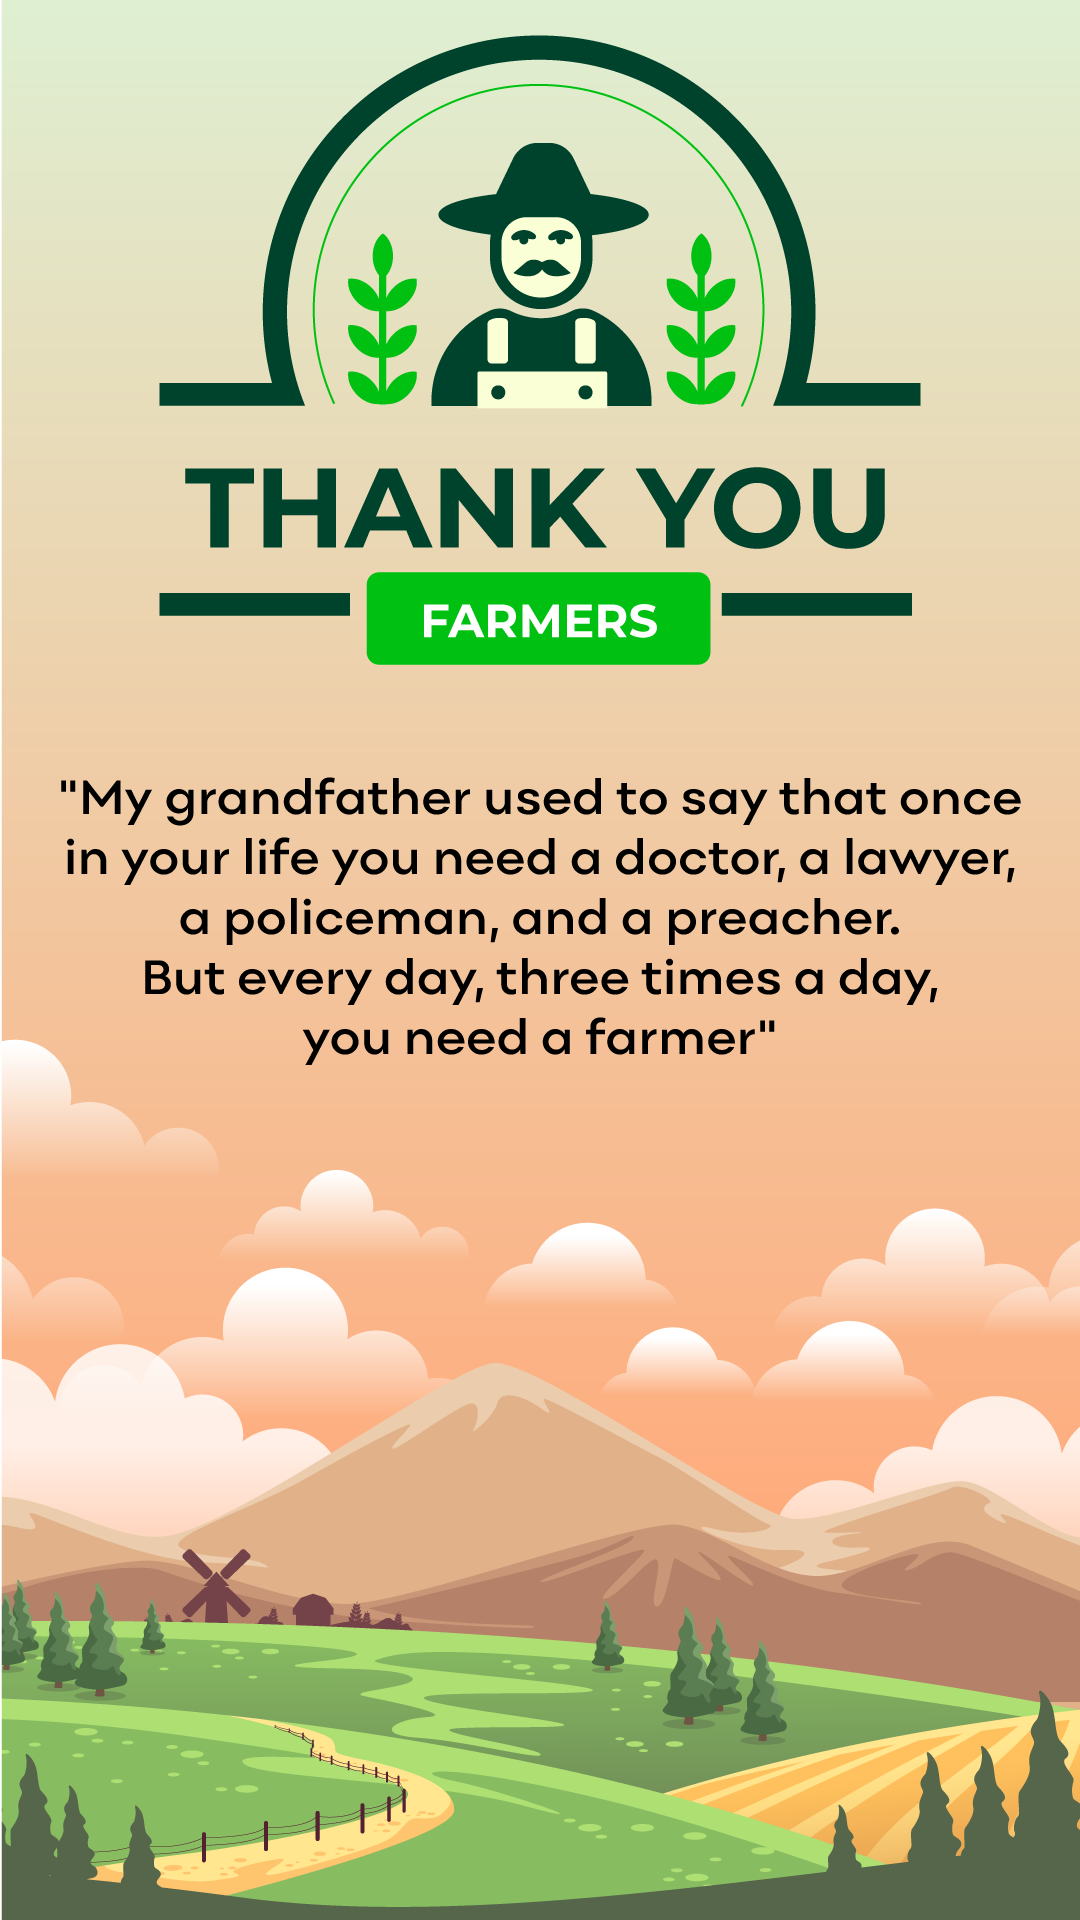 THANK YOU
FARMERS
"My grandfather used to say that once
in your life you need a doctor, a lawyer,
a policeman, and a preacher.
But every day, three times a day,
you need a farmer"